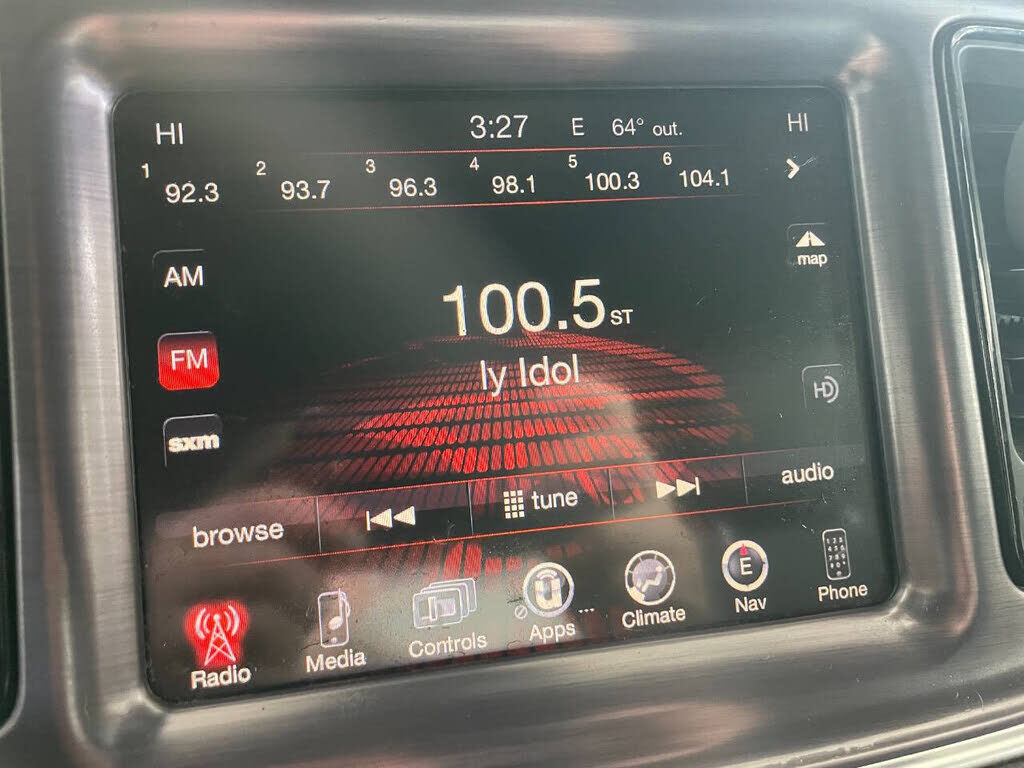 HI 3:27 E 64° out. HI
1 92.3 2 93.7 3 96.3 4 98.1 5 100.3 6 104.1
AM
map
100.5 ST
FM
ly Idol
HD
sxm
browse tune audio
Radio Media Controls Apps ... Climate Nav Phone
E